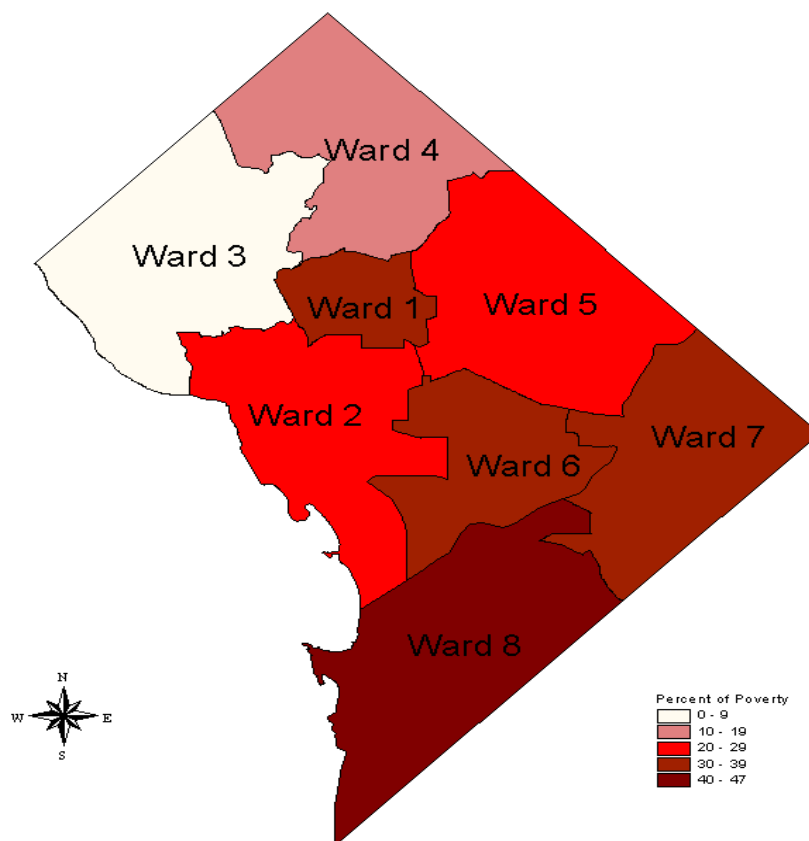 Ward 4
Ward 3
Ward 1
Ward 5
Ward 2
Ward 7
Ward 6
Ward 8
N
W E
S
Percent of Poverty
0 - 9
10 - 19
20 - 29
30 - 39
40 - 47